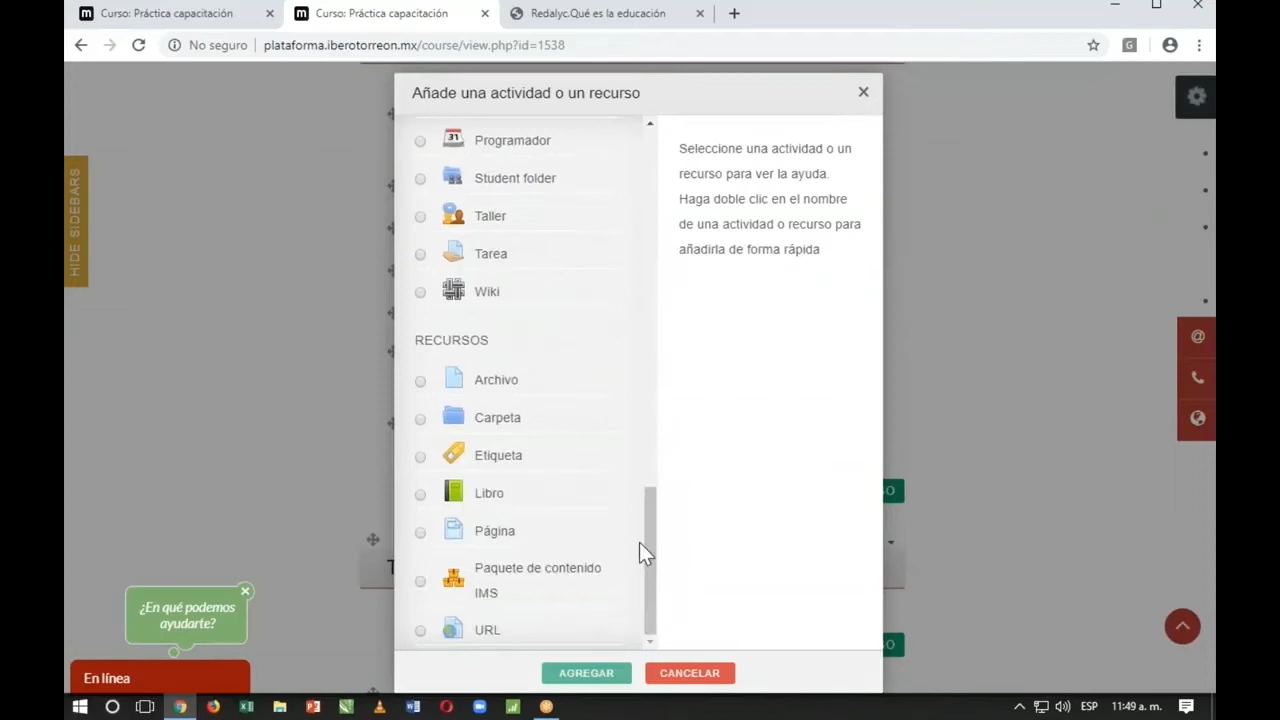 Curso: Práctica capacitación
Curso: Práctica capacitación
Redalyc.Qué es la educación
No seguro
plataforma.iberotorreon.mx/course/view.php?id=1538
HIDE SIDEBARS
Añade una actividad o un recurso
31
Programador
Student folder
Taller
Tarea
Wiki
RECURSOS
Archivo
Carpeta
Etiqueta
Libro
Página
Paquete de contenido
IMS
URL
Seleccione una actividad o un
recurso para ver la ayuda.
Haga doble clic en el nombre
de una actividad o recurso para
añadirla de forma rápida
AGREGAR
CANCELAR
¿En qué podemos
ayudarte?
En línea
ESP
11:49 a. m.